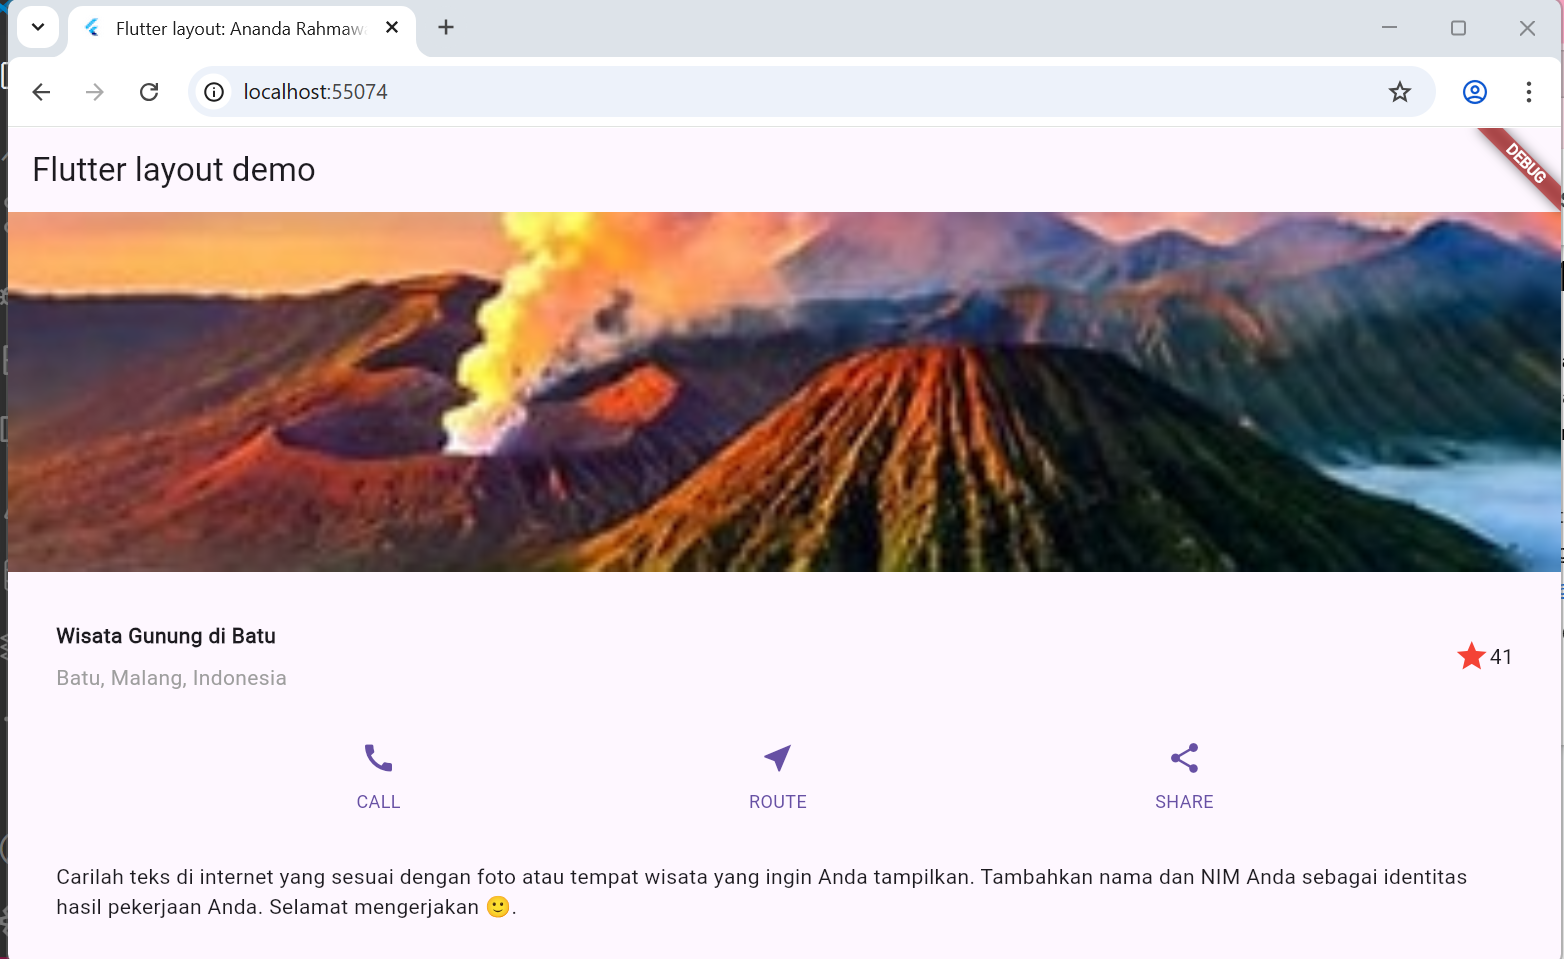 Flutter layout: Ananda Rahmaw
localhost:55074
Flutter layout demo
DEBUG
Wisata Gunung di Batu
Batu, Malang, Indonesia
41
CALL
ROUTE
SHARE
Carilah teks di internet yang sesuai dengan foto atau tempat wisata yang ingin Anda tampilkan. Tambahkan nama dan NIM Anda sebagai identitas
hasil pekerjaan Anda. Selamat mengerjakan 🙂.